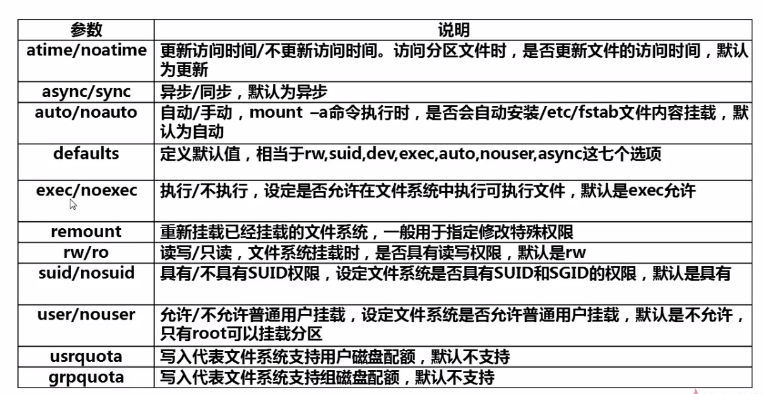 参数 说明
atime/noatime 更新访问时间/不更新访问时间。访问分区文件时，是否更新文件的访问时间，默认
为更新
async/sync 异步/同步，默认为异步
auto/noauto 自动/手动，mount –a命令执行时，是否会自动安装/etc/fstab文件内容挂载，默
认为自动
defaults 定义默认值，相当于rw,suid,dev,exec,auto,nouser,async这七个选项
exec/noexec 执行/不执行，设定是否允许在文件系统中执行可执行文件，默认是exec允许
remount 重新挂载已经挂载的文件系统，一般用于指定修改特殊权限
rw/ro 读写/只读，文件系统挂载时，是否具有读写权限，默认是rw
suid/nosuid 具有/不具有SUID权限，设定文件系统是否具有SUID和SGID的权限，默认是具有
user/nouser 允许/不允许普通用户挂载，设定文件系统是否允许普通用户挂载，默认是不允许，
只有root可以挂载分区
usrquota 写入代表文件系统支持用户磁盘配额，默认不支持
grpquota 写入代表文件系统支持组磁盘配额，默认不支持